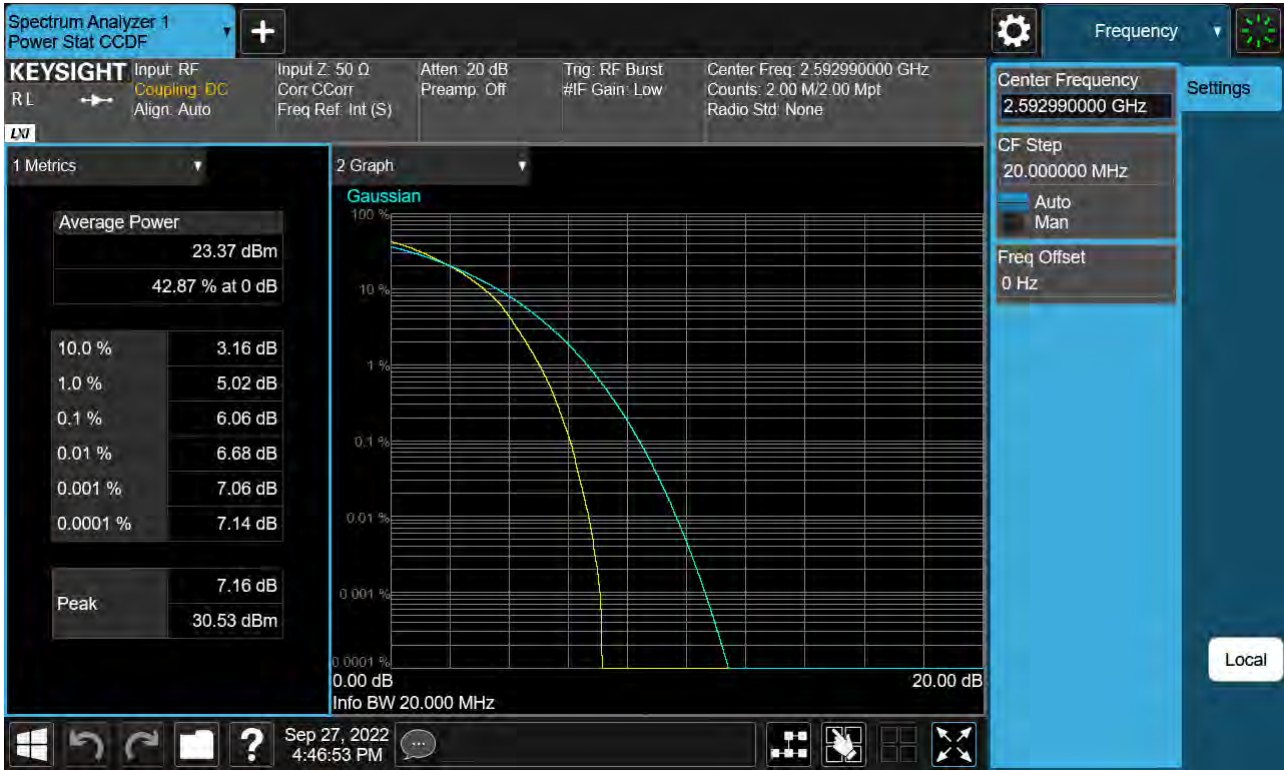 Spectrum Analyzer 1
Power Stat CCDF
Frequency
KEYSIGHT
R L
LXI
Input: RF
Coupling: DC
Align: Auto
Input Z: 50 Ω
Corr CCorr
Freq Ref: Int (S)
Atten: 20 dB
Preamp: Off
Trig: RF Burst
#IF Gain: Low
Center Freq: 2.592990000 GHz
Counts: 2.00 M/2.00 Mpt
Radio Std: None
Center Frequency
2.592990000 GHz
Settings
CF Step
20.000000 MHz
Auto
Man
Freq Offset
0 Hz
Local
1 Metrics
Average Power
23.37 dBm
42.87 % at 0 dB
10.0 % 3.16 dB
1.0 % 5.02 dB
0.1 % 6.06 dB
0.01 % 6.68 dB
0.001 % 7.06 dB
0.0001 % 7.14 dB
Peak
7.16 dB
30.53 dBm
2 Graph
Gaussian
100 %
10 %
1 %
0.1 %
0.01 %
0.001 %
0.0001 %
0.00 dB 20.00 dB
Info BW 20.000 MHz
?
Sep 27, 2022
4:46:53 PM